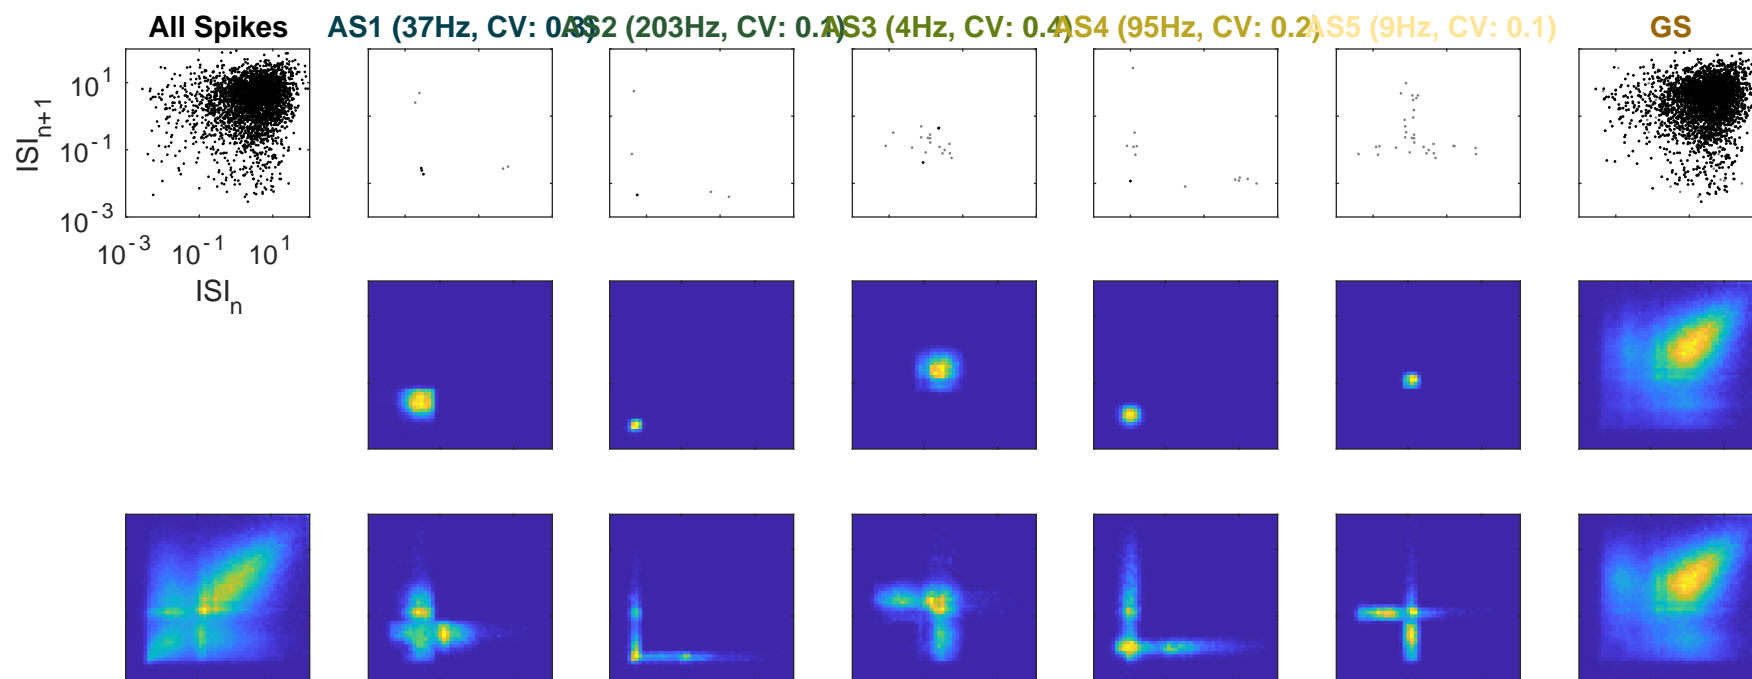 All Spikes
AS1 (37Hz, CV: 0.3)
AS2 (203Hz, CV: 0.1)
AS3 (4Hz, CV: 0.4)
AS4 (95Hz, CV: 0.2)
AS5 (9Hz, CV: 0.1)
GS
ISI_{n+1}
10^1
10^{-1}
10^{-3}
10^{-3} 10^{-1} 10^1
ISI_n